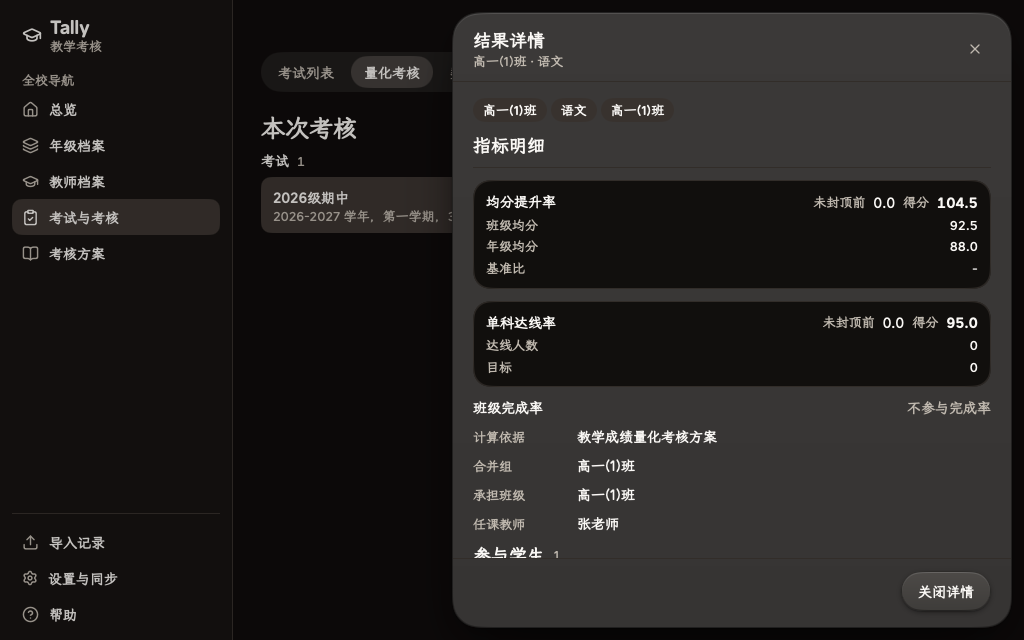 Tally
教学考核
全校导航
总览
年级档案
教师档案
考试与考核
考核方案
导入记录
设置与同步
帮助
考试列表
量化考核
本次考核
考试 1
2026级期中
2026-2027 学年，第一学期，
结果详情
高一(1)班 · 语文
高一(1)班 语文 高一(1)班
指标明细
均分提升率 未封顶前 0.0 得分 104.5
班级均分 92.5
年级均分 88.0
基准比 -
单科达线率 未封顶前 0.0 得分 95.0
达线人数 0
目标 0
班级完成率 不参与完成率
计算依据 教学成绩量化考核方案
合并组 高一(1)班
承担班级 高一(1)班
任课教师 张老师
参与学生 1
关闭详情